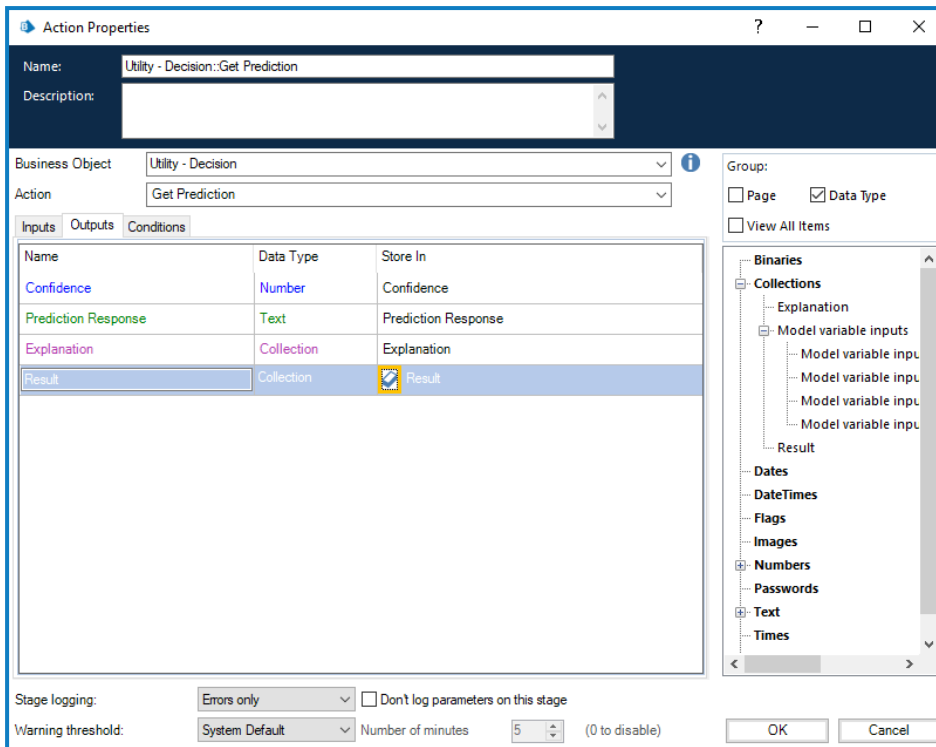 Action Properties
?
Name: Utility - Decision::Get Prediction
Description:
Business Object Utility - Decision
Action Get Prediction
Inputs Outputs Conditions
Name Data Type Store In
Confidence Number Confidence
Prediction Response Text Prediction Response
Explanation Collection Explanation
Result Collection Result
Group:
Page Data Type
View All Items
Binaries
Collections
Explanation
Model variable inputs
Model variable inpu
Model variable inpu
Model variable inpu
Model variable inpu
Result
Dates
DateTimes
Flags
Images
Numbers
Passwords
Text
Times
Stage logging: Errors only Don't log parameters on this stage
Warning threshold: System Default Number of minutes 5 (0 to disable)
OK Cancel